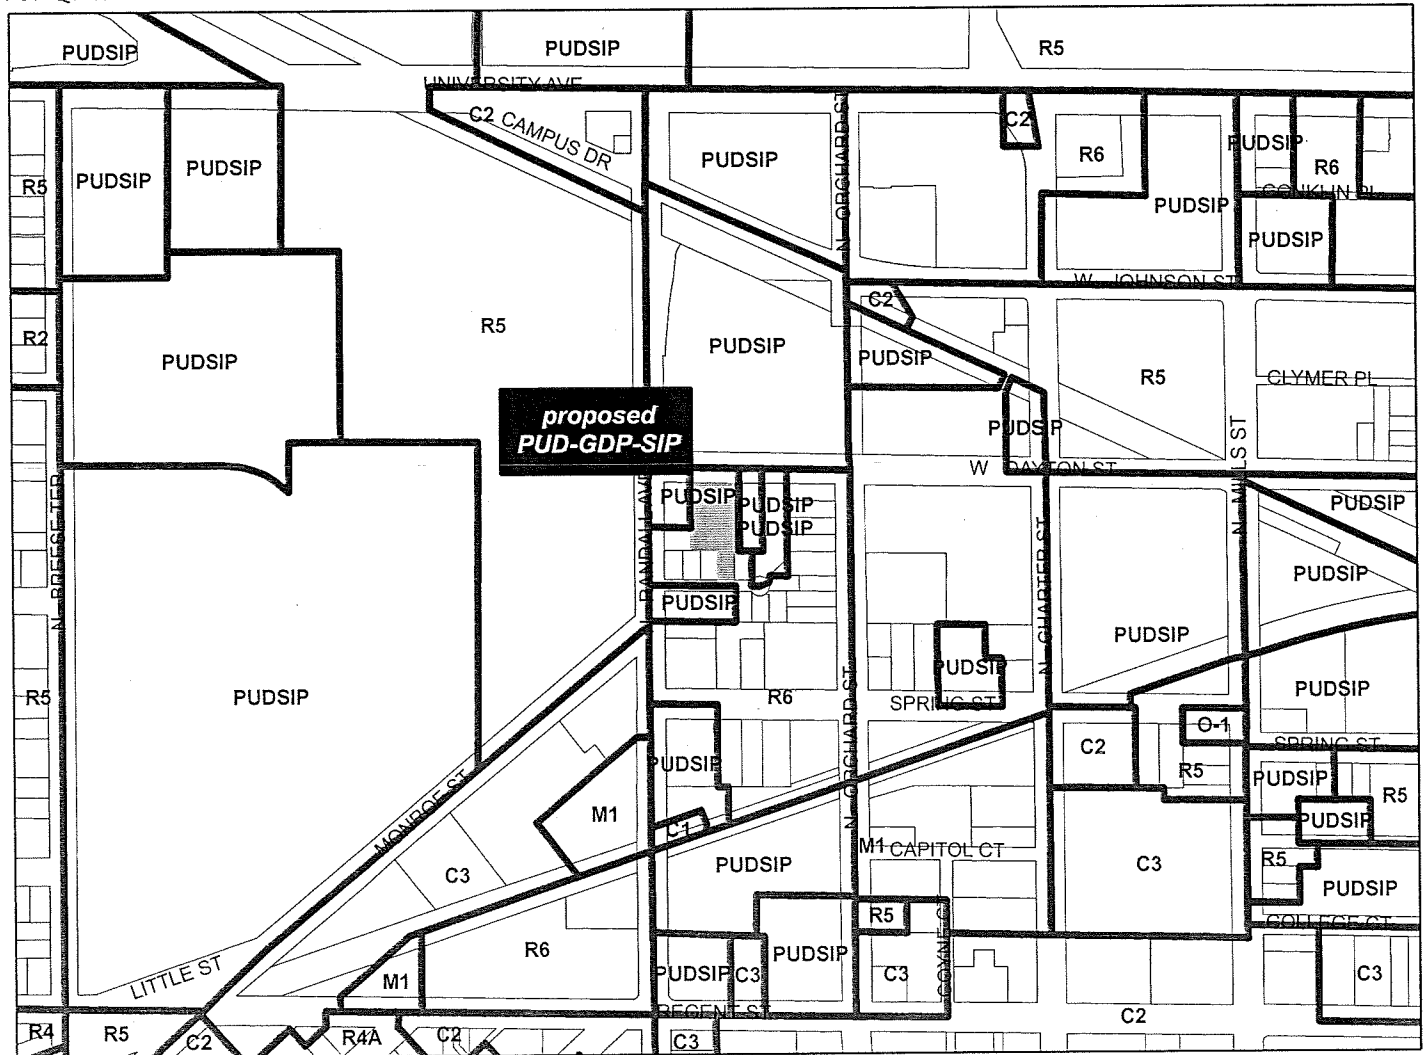 PUDSIP
PUDSIP
R5
UNIVERSITY AVE
C2
CAMPUS DR
C2
PUDSIP
N ORCHARD ST
R6
PUDSIP
R6
PUDSIP
PUDSIP
R5
CONKLIN PL
PUDSIP
PUDSIP
W JOHNSON ST
C2
R5
R2
PUDSIP
PUDSIP
PUDSIP
R5
CLYMER PL
proposed
PUD-GDP-SIP
PUDSIP
W DAYTON ST
N MILLS ST
N BREESE TER
N RANDALL AVE
PUDSIP
PUDSIP
PUDSIP
PUDSIP
N CHARTER ST
PUDSIP
PUDSIP
PUDSIP
PUDSIP
R5
PUDSIP
R6
SPRING ST
PUDSIP
O-1
C2
SPRING ST
PUDSIP
N ORCHARD ST
R5
PUDSIP
R5
M1
C1
PUDSIP
MONROE ST
M1
CAPITOL CT
C3
PUDSIP
C3
R5
PUDSIP
R5
COLLEGE CT
R6
PUDSIP
COYNE C
LITTLE ST
M1
PUDSIP
C3
C3
C3
REGENT ST
C2
R4
R5
C2
R4A
C2
C3